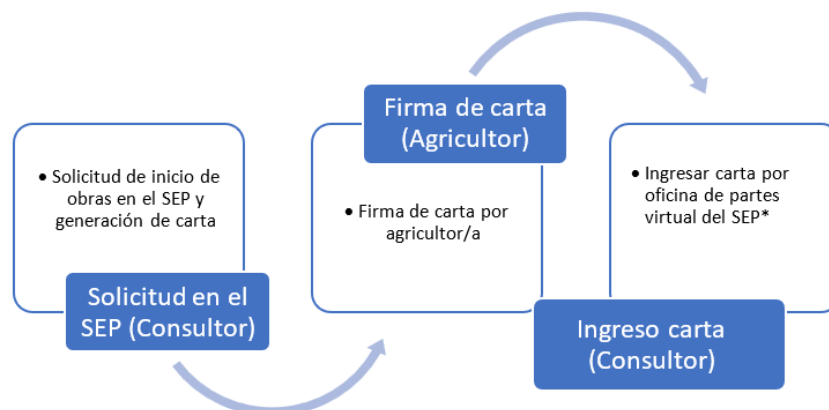 • Solicitud de inicio de
obras en el SEP y
generación de carta
Solicitud en el
SEP (Consultor)
Firma de carta
(Agricultor)
• Firma de carta por
agricultor/a
• Ingresar carta por
oficina de partes
virtual del SEP*
Ingreso carta
(Consultor)